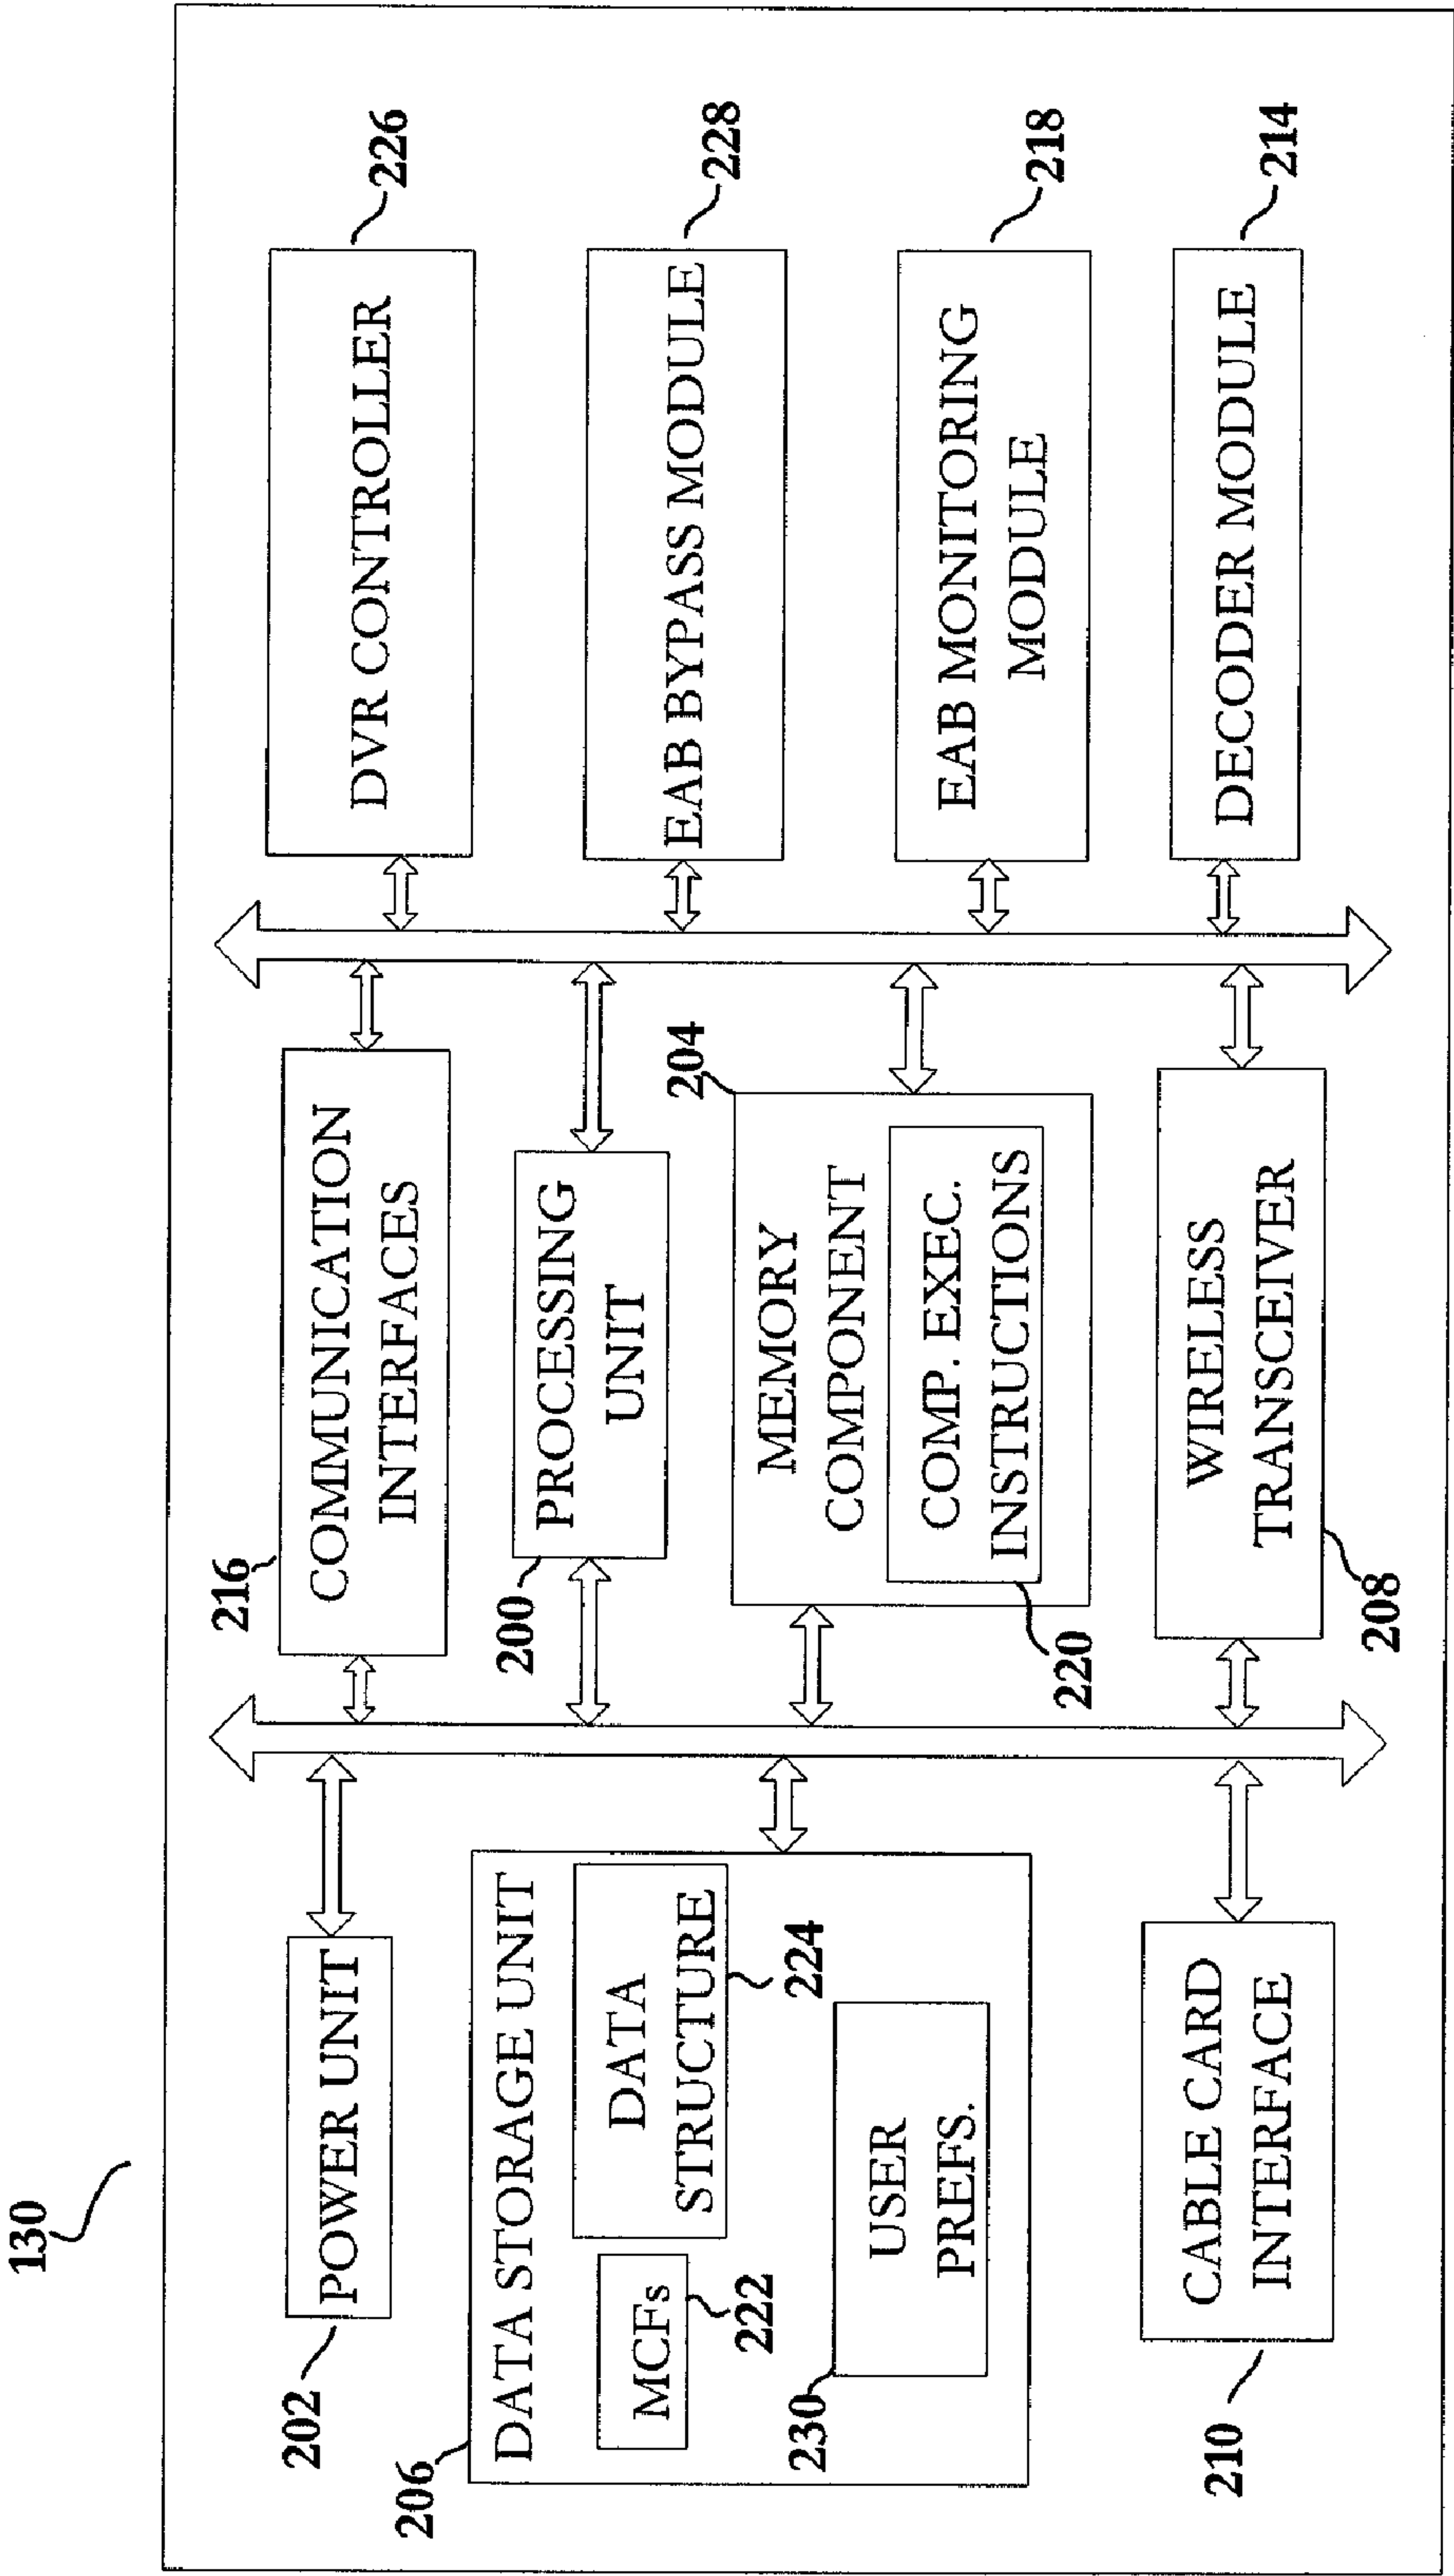 130
202
POWER UNIT
206
DATA STORAGE UNIT
MCFs
222
DATA
STRUCTURE
224
230
USER
PREFS.
210
CABLE CARD
INTERFACE
216
COMMUNICATION
INTERFACES
200
PROCESSING
UNIT
204
MEMORY
COMPONENT
COMP. EXEC.
INSTRUCTIONS
220
WIRELESS
TRANSCEIVER
208
DVR CONTROLLER
226
EAB BYPASS MODULE
228
EAB MONITORING
MODULE
218
DECODER MODULE
214